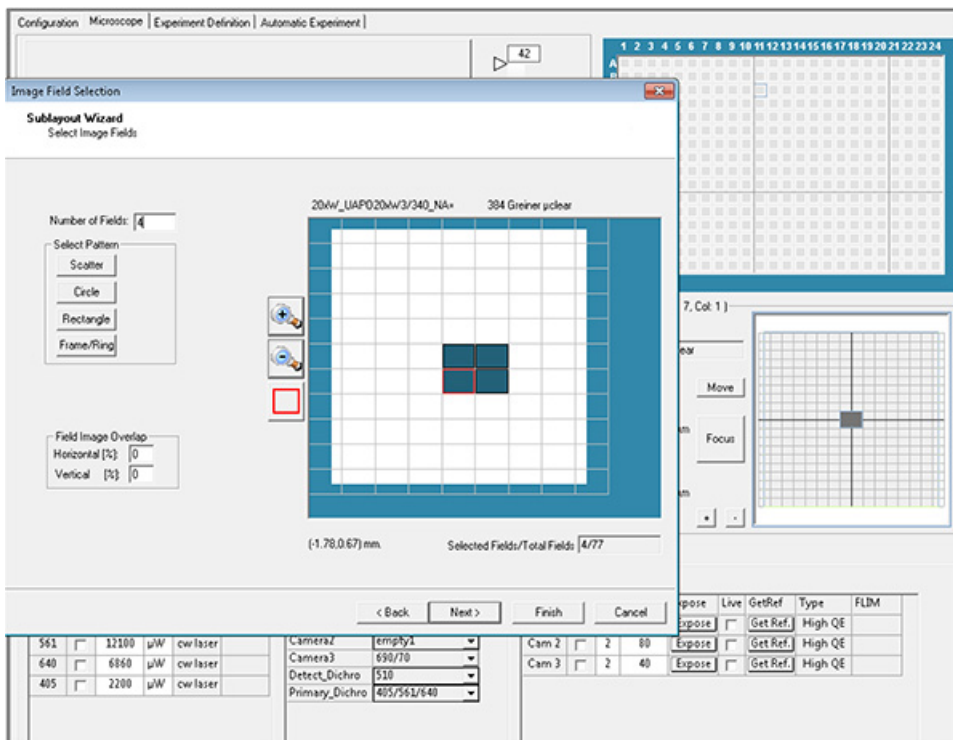 Configuration Microscope Experiment Definition Automatic Experiment
42
1 2 3 4 5 6 7 8 9 10 11 12 13 14 15 16 17 18 19 20 21 22 23 24
A
Image Field Selection
Sublayout Wizard
Select Image Fields
20xW_UAPO20xW3/340_NA= 384 Greiner µclear
Number of Fields: 4
Select Pattern
Scatter
Circle
Rectangle
Frame/Ring
Field Image Overlap
Horizontal [%]: 0
Vertical [%]: 0
(-1.78,0.67) mm.
Selected Fields/Total Fields 4/77
< Back Next > Finish Cancel
7, Col: 1 )
ear
Move
Focus
+ -
xpose Live GetRef Type FLIM
Expose Get Ref. High QE
561 12100 µW cw laser Camera2 empty1 Cam 2 2 80 Expose Get Ref. High QE
640 6860 µW cw laser Camera3 690/70 Cam 3 2 40 Expose Get Ref. High QE
405 2200 µW cw laser Detect_Dichro 510
Primary_Dichro 405/561/640